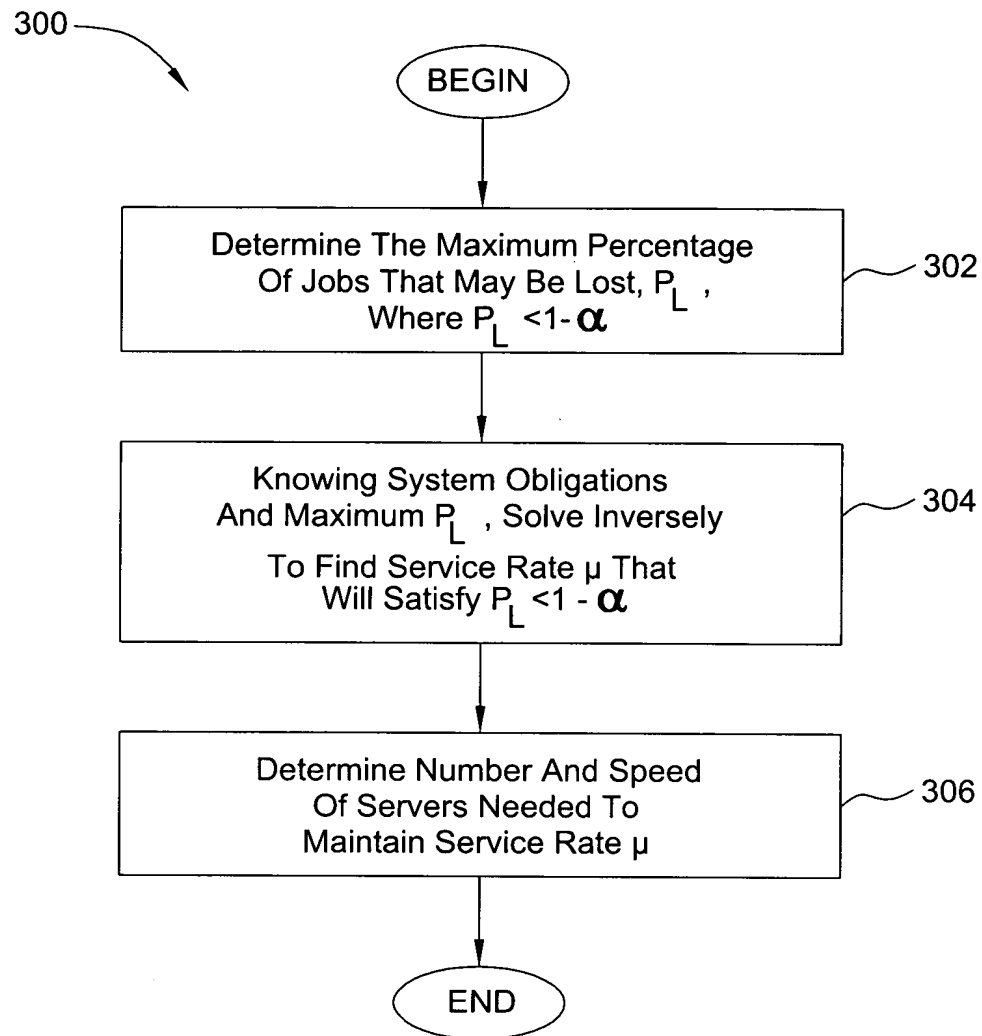 300
BEGIN
Determine The Maximum Percentage
Of Jobs That May Be Lost, P_L ,
Where P_L <1-α
302
Knowing System Obligations
And Maximum P_L , Solve Inversely
To Find Service Rate μ That
Will Satisfy P_L <1 - α
304
Determine Number And Speed
Of Servers Needed To
Maintain Service Rate μ
306
END